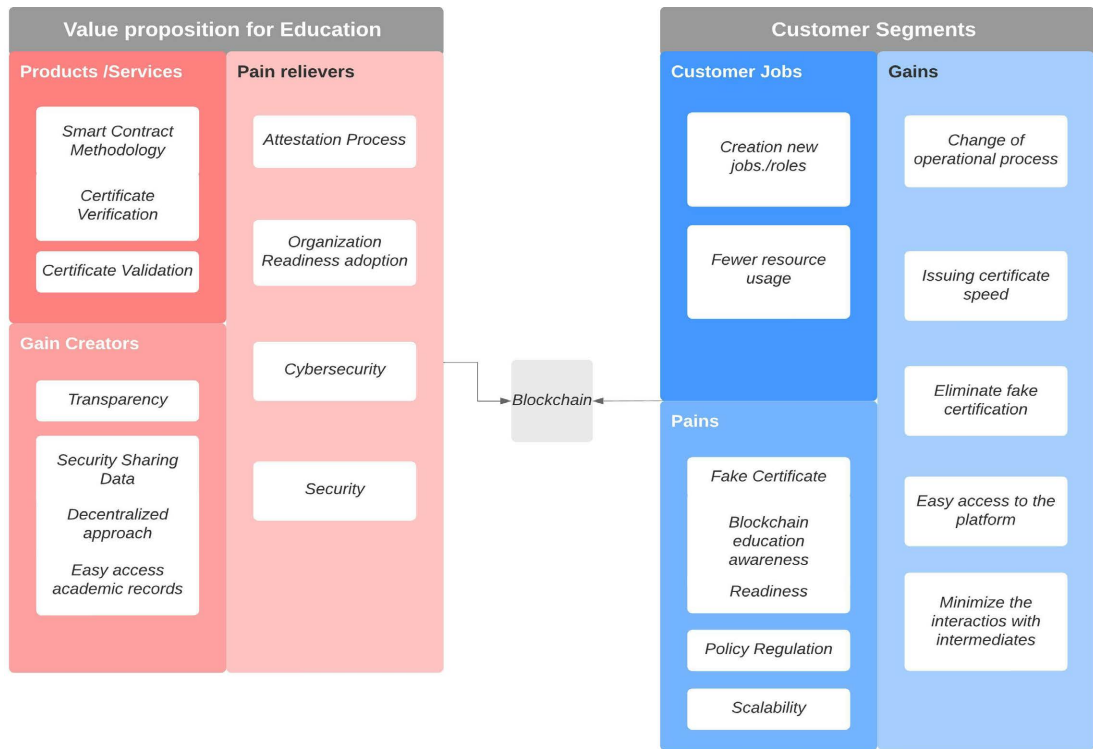 Value proposition for Education
Products /Services
Smart Contract
Methodology
Certificate
Verification
Certificate Validation
Gain Creators
Transparency
Security Sharing
Data
Decentralized
approach
Easy access
academic records
Pain relievers
Attestation Process
Organization
Readiness adoption
Cybersecurity
Security
Blockchain
Customer Segments
Customer Jobs
Creation new
jobs./roles
Fewer resource
usage
Pains
Fake Certificate
Blockchain
education
awareness
Readiness
Policy Regulation
Scalability
Gains
Change of
operational process
Issuing certificate
speed
Eliminate fake
certification
Easy access to the
platform
Minimize the
interactios with
intermediates